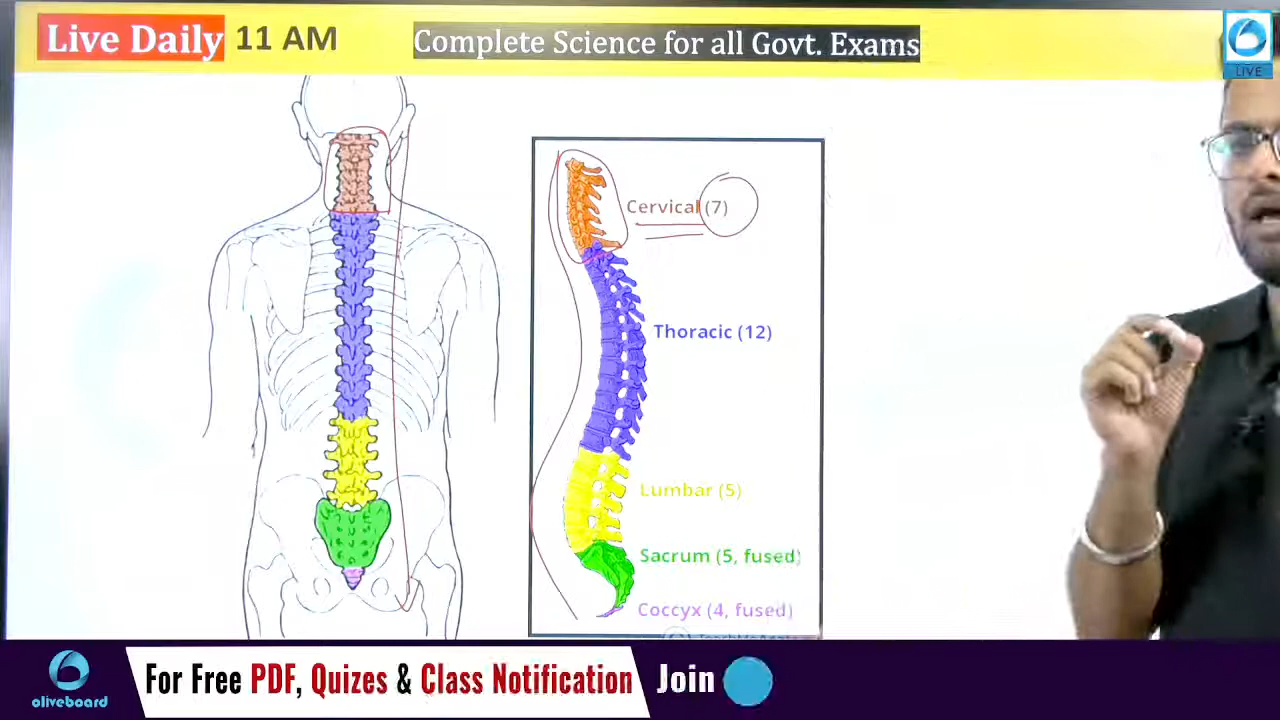 Live Daily 11 AM
Complete Science for all Govt. Exams
LIVE
Cervical (7)
Thoracic (12)
Lumbar (5)
Sacrum (5, fused)
Coccyx (4, fused)
oliveboard
For Free PDF, Quizes & Class Notification
Join